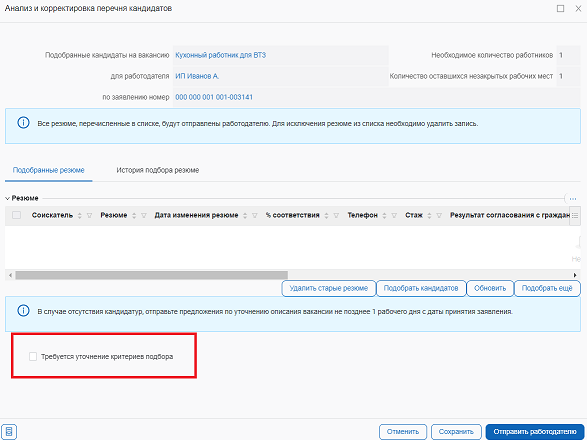 Анализ и корректировка перечня кандидатов
Подобранные кандидаты на вакансию Кухонный работник для ВТЗ Необходимое количество работников 1
для работодателя ИП Иванов А. Количество оставшихся незакрытых рабочих мест 1
по заявлению номер 000 000 001 001-003141
Все резюме, перечисленные в списке, будут отправлены работодателю. Для исключения резюме из списка необходимо удалить запись.
Подобранные резюме История подбора резюме
Резюме
Соискатель Резюме Дата изменения резюме % соответствия Телефон Стаж Результат согласования с граждан
Не
Удалить старые резюме Подобрать кандидатов Обновить Подобрать ещё
В случае отсутствия кандидатур, отправьте предложения по уточнению описания вакансии не позднее 1 рабочего дня с даты принятия заявления.
Требуется уточнение критериев подбора
Отменить Сохранить Отправить работодателю